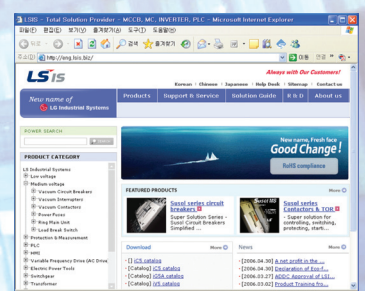 LSIS - Total Solution Provider - MCCB, MC, INVERTER, PLC - Microsoft Internet Explorer
파일(F) 편집(E) 보기(V) 즐겨찾기(A) 도구(T) 도움말(H)
뒤로 검색 즐겨찾기
주소(D) http://eng.lsis.biz/ 이동 연결
LSis
Always with Our Customers!
Korean Chinese Japanese Help Desk Sitemap Contact us
New name of
LG Industrial Systems
Products Support & Service Solution Guide R & D About us
POWER SEARCH
PRODUCT CATEGORY
LS Industrial Systems
Low voltage
Medium voltage
Vacuum Circuit Breakers
Vacuum Interrupters
Vacuum Contactors
Power Fuses
Ring Main Unit
Load Break Switch
Protection & Measurement
PLC
HMI
Variable Frequency Drive (AC Drive
Electric Power Tools
Switchgear
Transformer
New name, Fresh face
Good Change!
RoHS compliance
FEATURED PRODUCTS
More
Susol series circuit breakers
Super Solution Series - Susol Circuit Breakers Simplified ...
Susol MS
Susol series Contactors & TOR
- Super solution for controlling, switching, protecting, starti...
Download More
- [] iC5 catalog
- [Catalog] iC5 catalog
- [Catalog] iG5A catalog
- [Catalog] iV5 catalog
News More
- [2006.04.30] A net profit in the ...
- [2006.04.30] Declaration of Eco-f...
- [2006.03.27] ADDC Approval of LSI...
- [2006.03.02] Product Training fro...